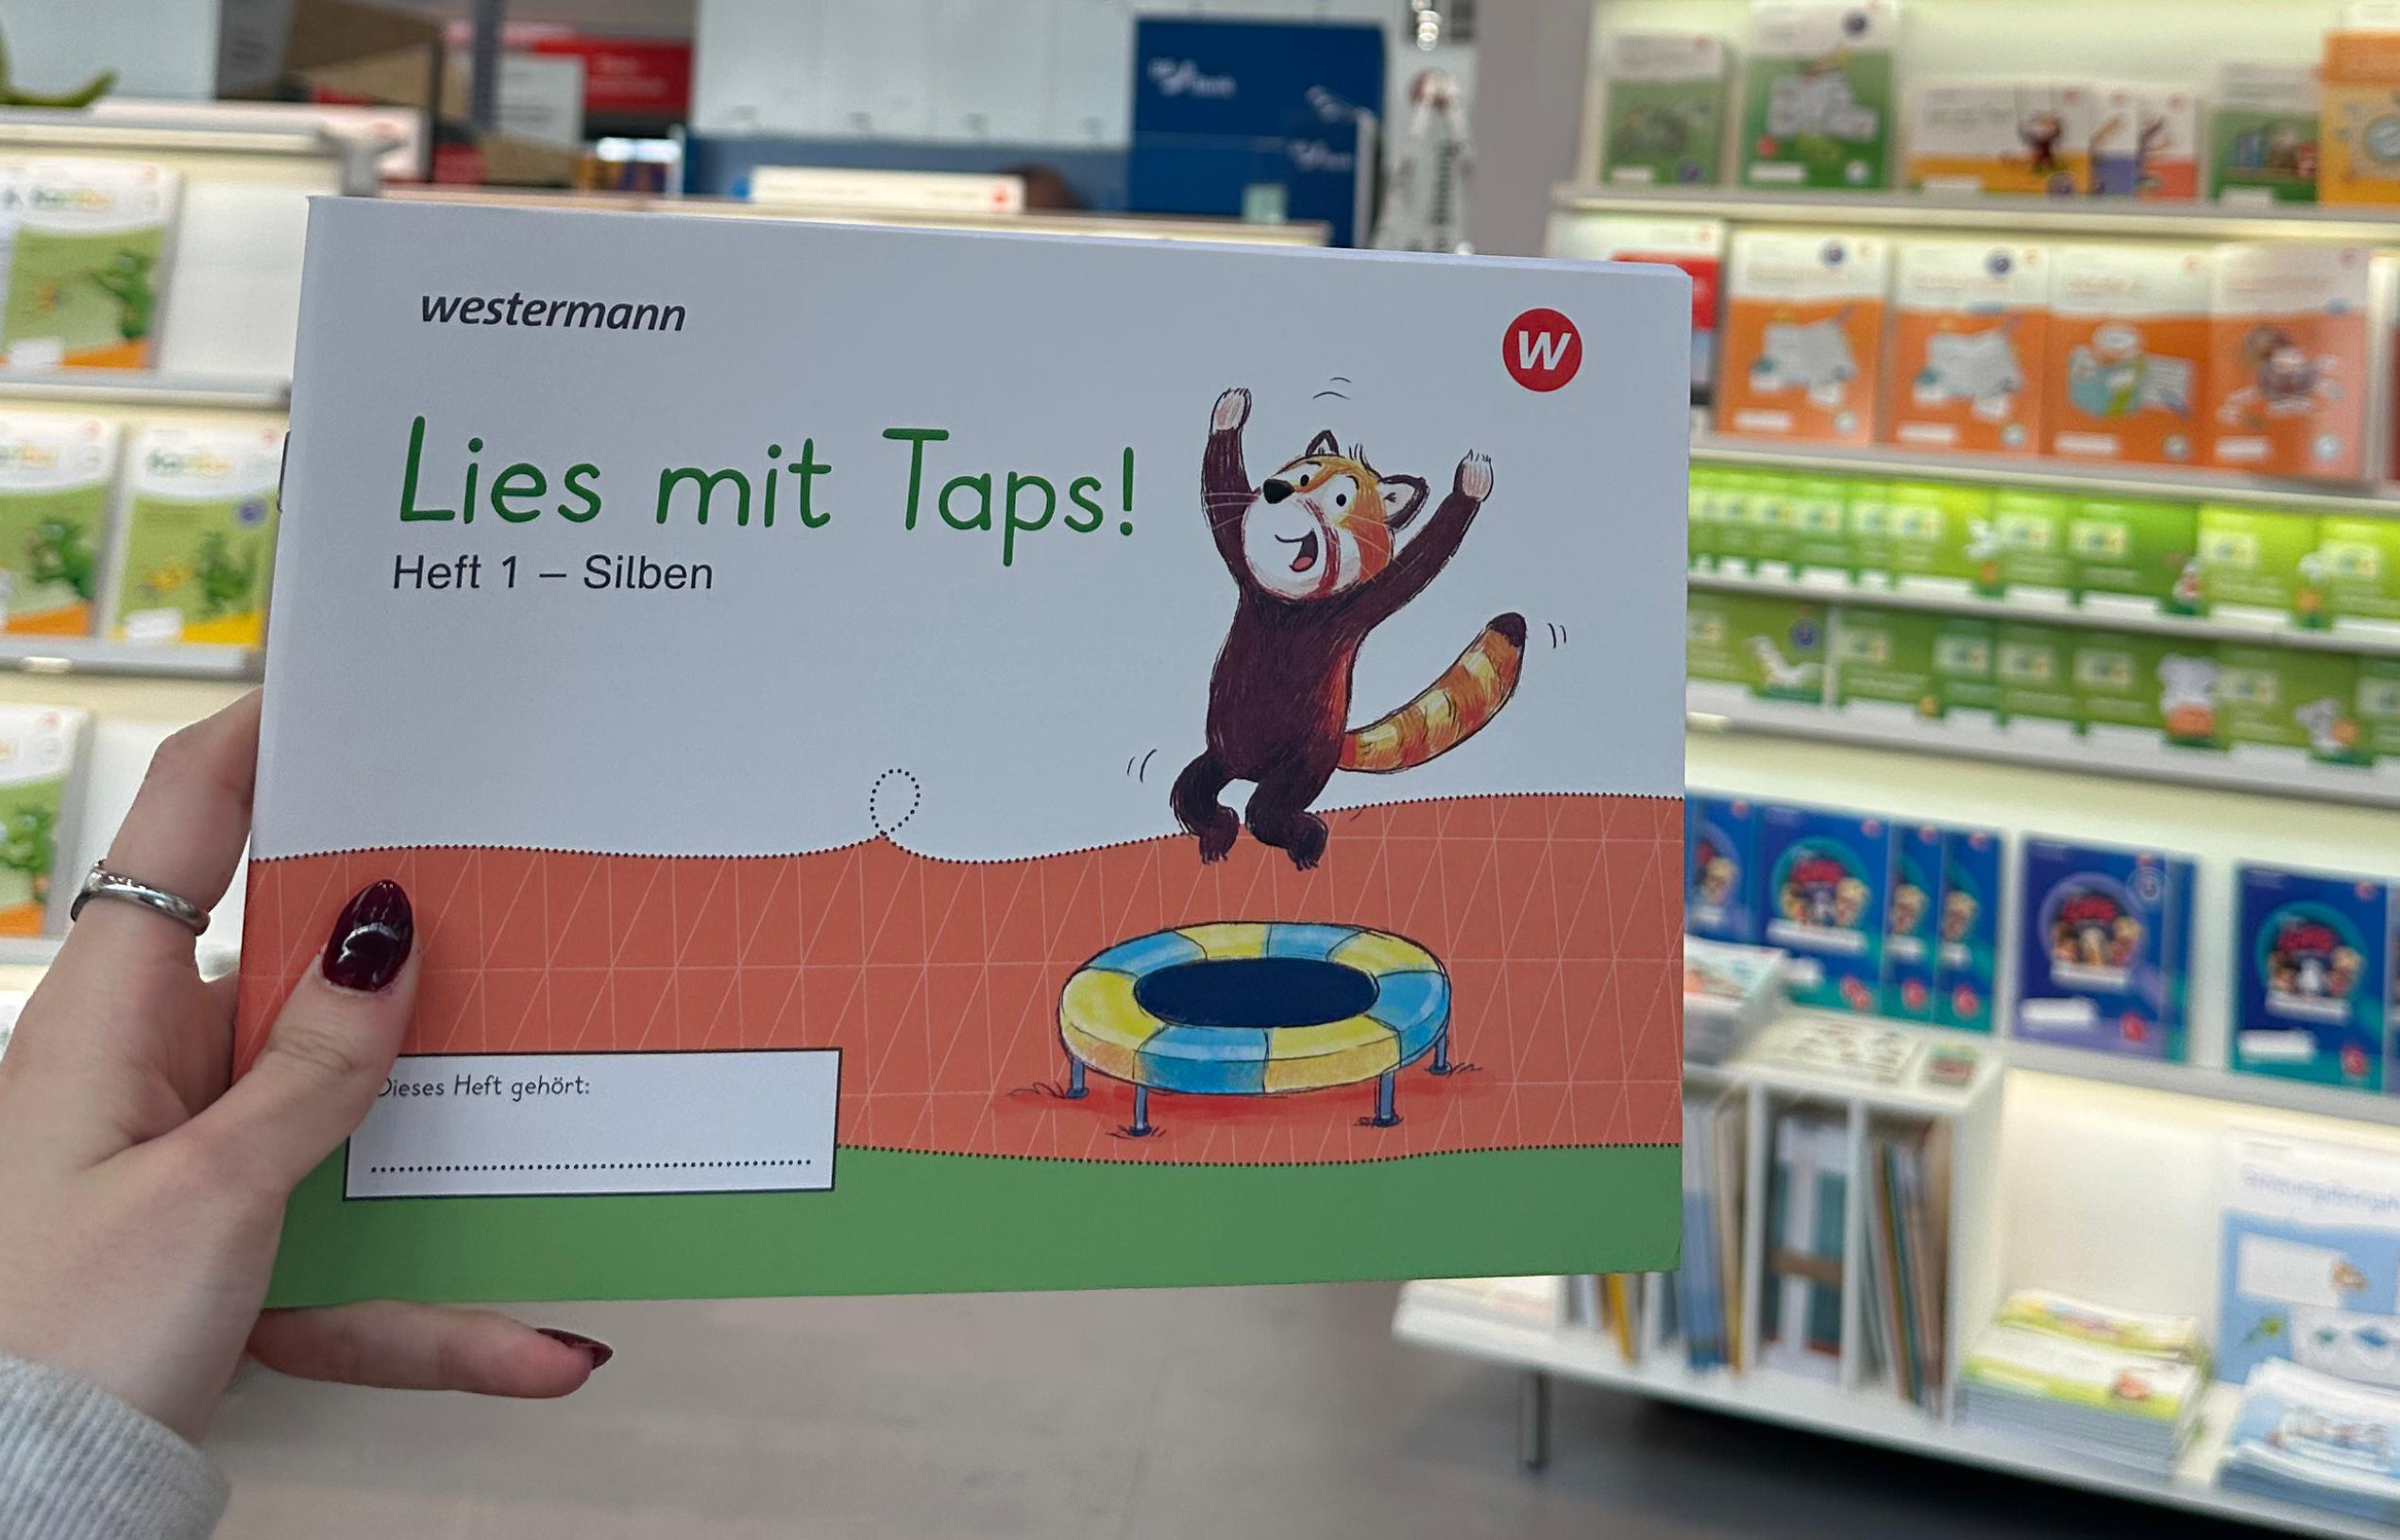 westermann
W
Lies mit Taps!
Heft 1 – Silben
Dieses Heft gehört: